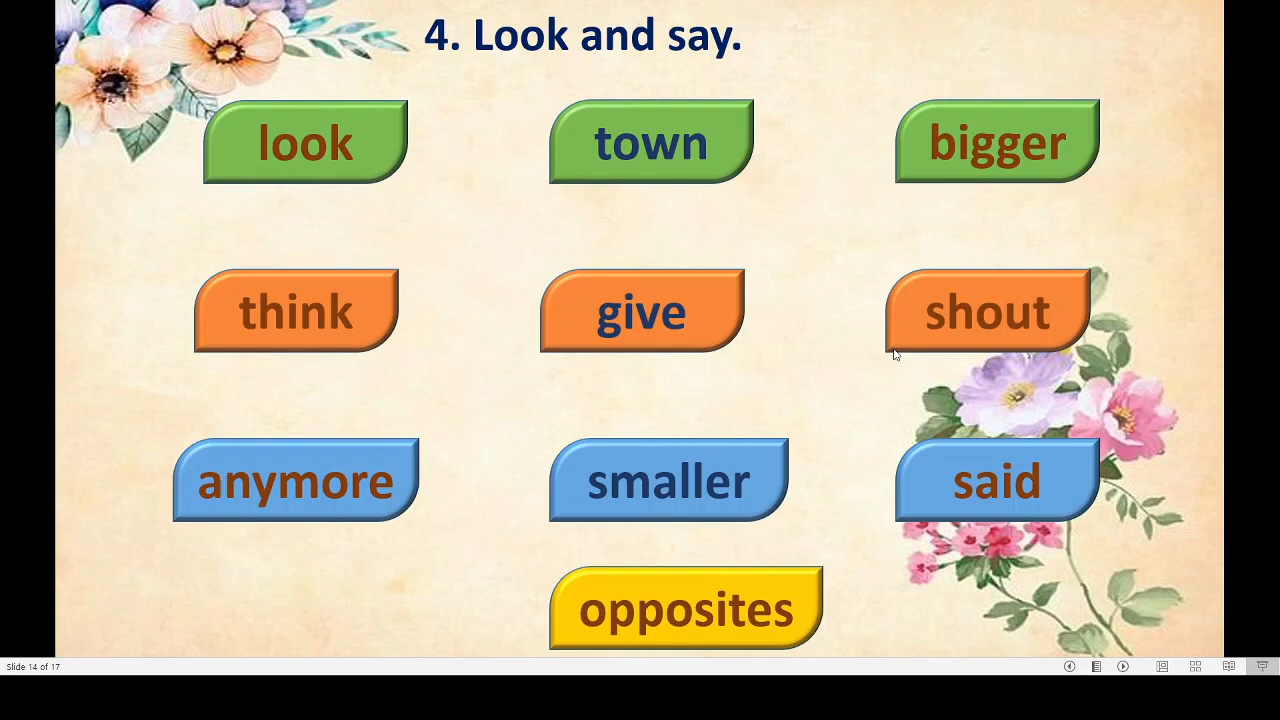 4. Look and say.
look town bigger
think give shout
anymore smaller said
opposites
Slide 14 of 17